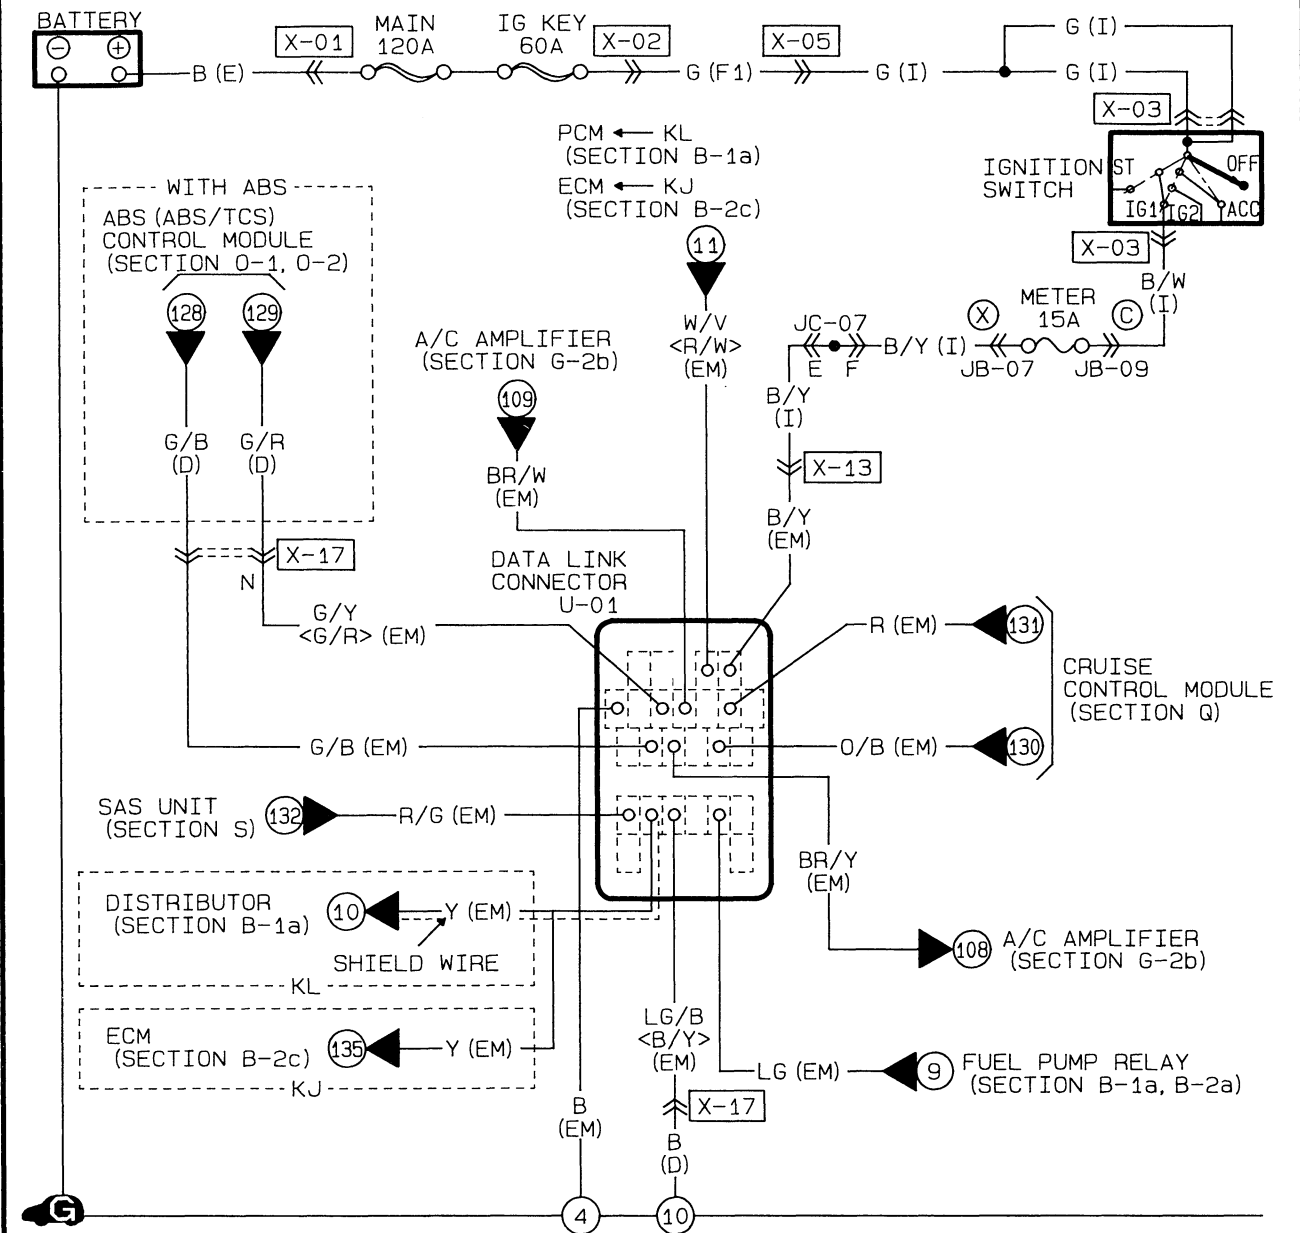 BATTERY
X-01
MAIN
120A
IG KEY
60A
X-02
X-05
G (I)
− +
B (E)
G (F1)
G (I)
G (I)
X-03
PCM ← KL
(SECTION B-1a)
ECM ← KJ
(SECTION B-2c)
11
IGNITION
SWITCH
ST
OFF
IG1
IG2
ACC
X-03
B/W
(I)
WITH ABS
ABS (ABS/TCS)
CONTROL MODULE
(SECTION O-1, O-2)
128
129
G/B
(D)
G/R
(D)
A/C AMPLIFIER
(SECTION G-2b)
109
BR/W
(EM)
W/V
<R/W>
(EM)
JC-07
E F
B/Y (I)
X
METER
15A
C
JB-07
JB-09
B/Y
(I)
X-13
B/Y
(EM)
X-17
N
DATA LINK
CONNECTOR
U-01
G/Y
<G/R> (EM)
R (EM)
131
CRUISE
CONTROL MODULE
(SECTION Q)
G/B (EM)
O/B (EM)
130
SAS UNIT
(SECTION S)
132
R/G (EM)
BR/Y
(EM)
DISTRIBUTOR
(SECTION B-1a)
10
Y (EM)
SHIELD WIRE
KL
108
A/C AMPLIFIER
(SECTION G-2b)
ECM
(SECTION B-2c)
135
Y (EM)
KJ
LG/B
<B/Y>
(EM)
LG (EM)
9
FUEL PUMP RELAY
(SECTION B-1a, B-2a)
B
(EM)
X-17
B
(D)
G
4
10